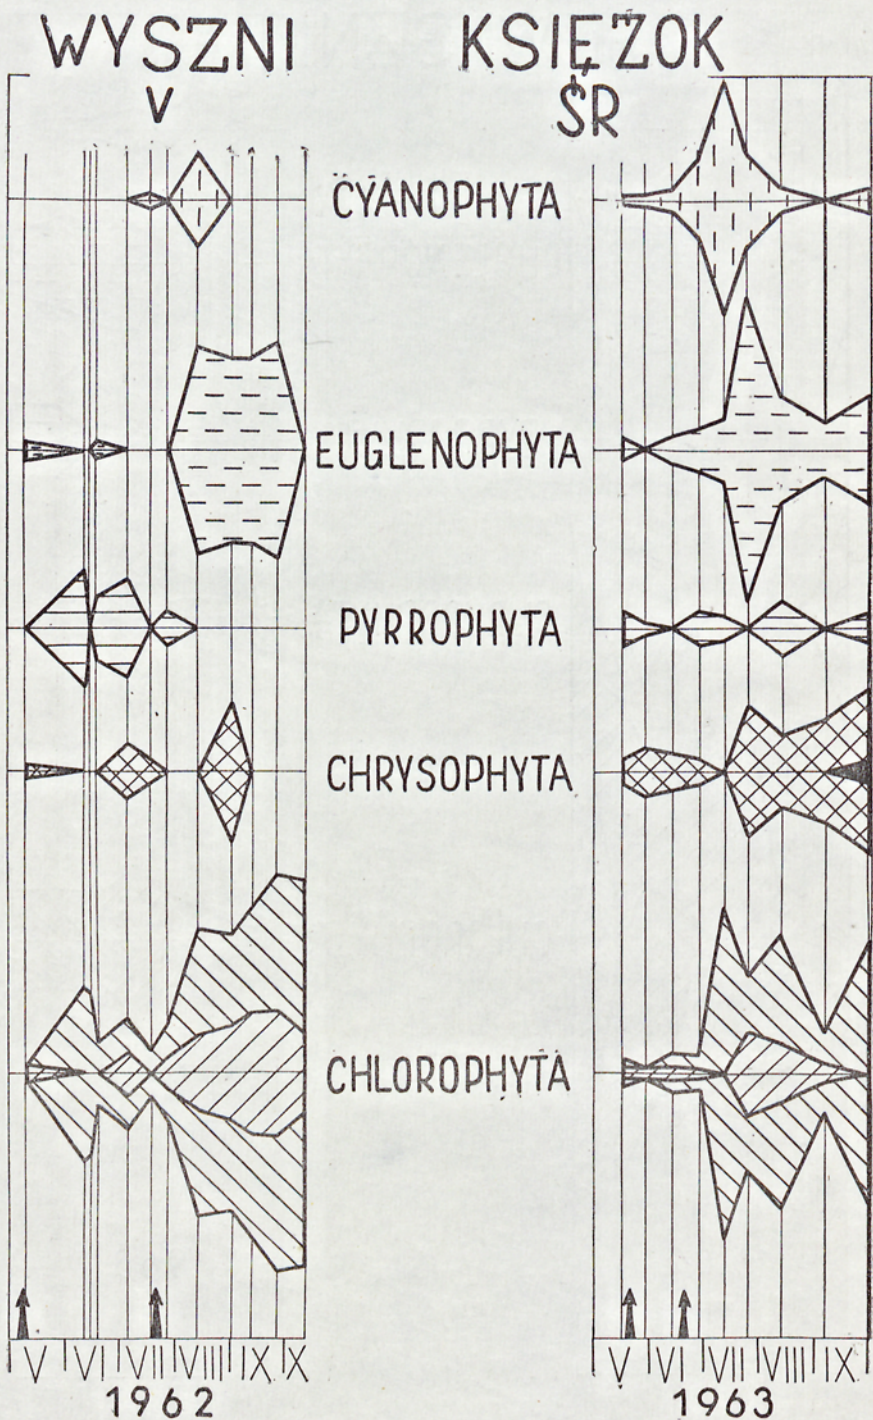 WYSZNI KSIĘŻOK
V ŚR
CYANOPHYTA
EUGLENOPHYTA
PYRROPHYTA
CHRYSOPHYTA
CHLOROPHYTA
V VI VII VIII IX X V VI VII VIII IX
1962 1963